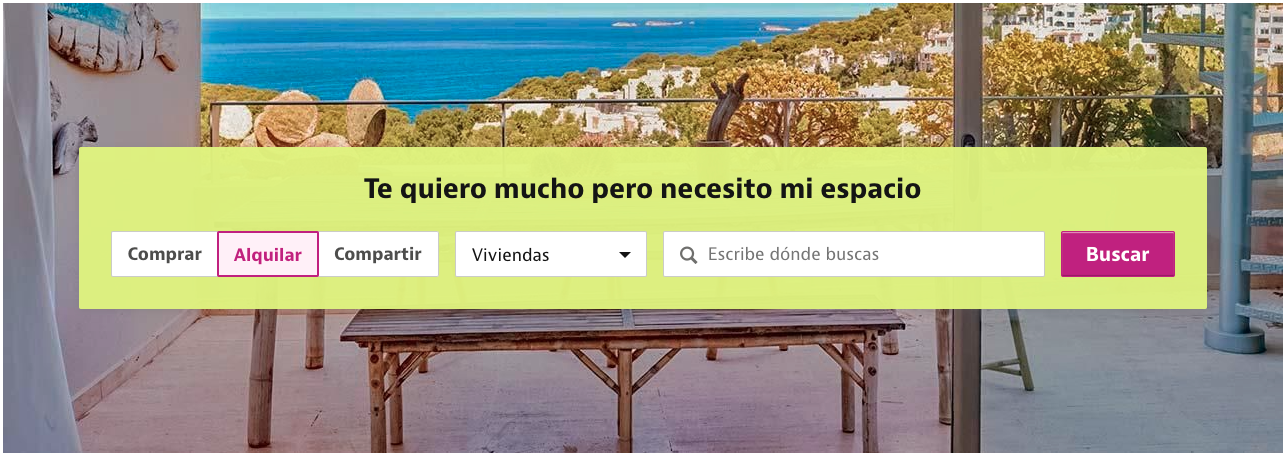 Te quiero mucho pero necesito mi espacio
Comprar Alquilar Compartir Viviendas Escribe dónde buscas Buscar